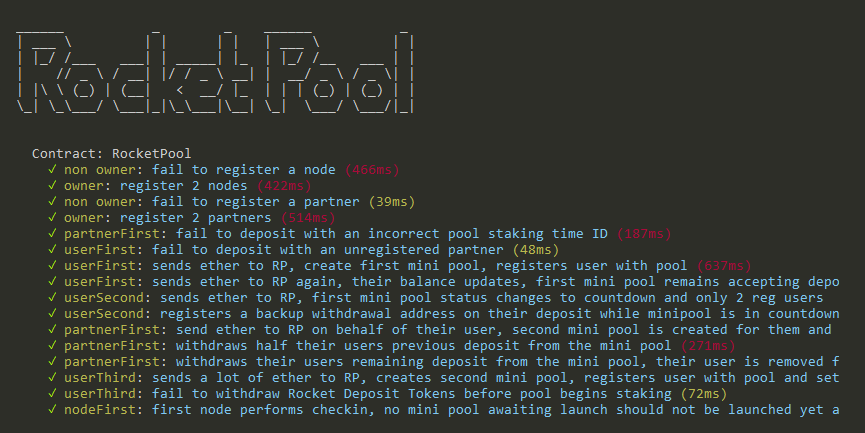 Rocket Pool
Contract: RocketPool
✓ non owner: fail to register a node (466ms)
✓ owner: register 2 nodes (422ms)
✓ non owner: fail to register a partner (39ms)
✓ owner: register 2 partners (514ms)
✓ partnerFirst: fail to deposit with an incorrect pool staking time ID (187ms)
✓ userFirst: fail to deposit with an unregistered partner (48ms)
✓ userFirst: sends ether to RP, create first mini pool, registers user with pool (637ms)
✓ userFirst: sends ether to RP again, their balance updates, first mini pool remains accepting depo
✓ userSecond: sends ether to RP, first mini pool status changes to countdown and only 2 reg users
✓ userSecond: registers a backup withdrawal address on their deposit while minipool is in countdown
✓ partnerFirst: send ether to RP on behalf of their user, second mini pool is created for them and
✓ partnerFirst: withdraws half their users previous deposit from the mini pool (271ms)
✓ partnerFirst: withdraws their users remaining deposit from the mini pool, their user is removed f
✓ userThird: sends a lot of ether to RP, creates second mini pool, registers user with pool and set
✓ userThird: fail to withdraw Rocket Deposit Tokens before pool begins staking (72ms)
✓ nodeFirst: first node performs checkin, no mini pool awaiting launch should not be launched yet a